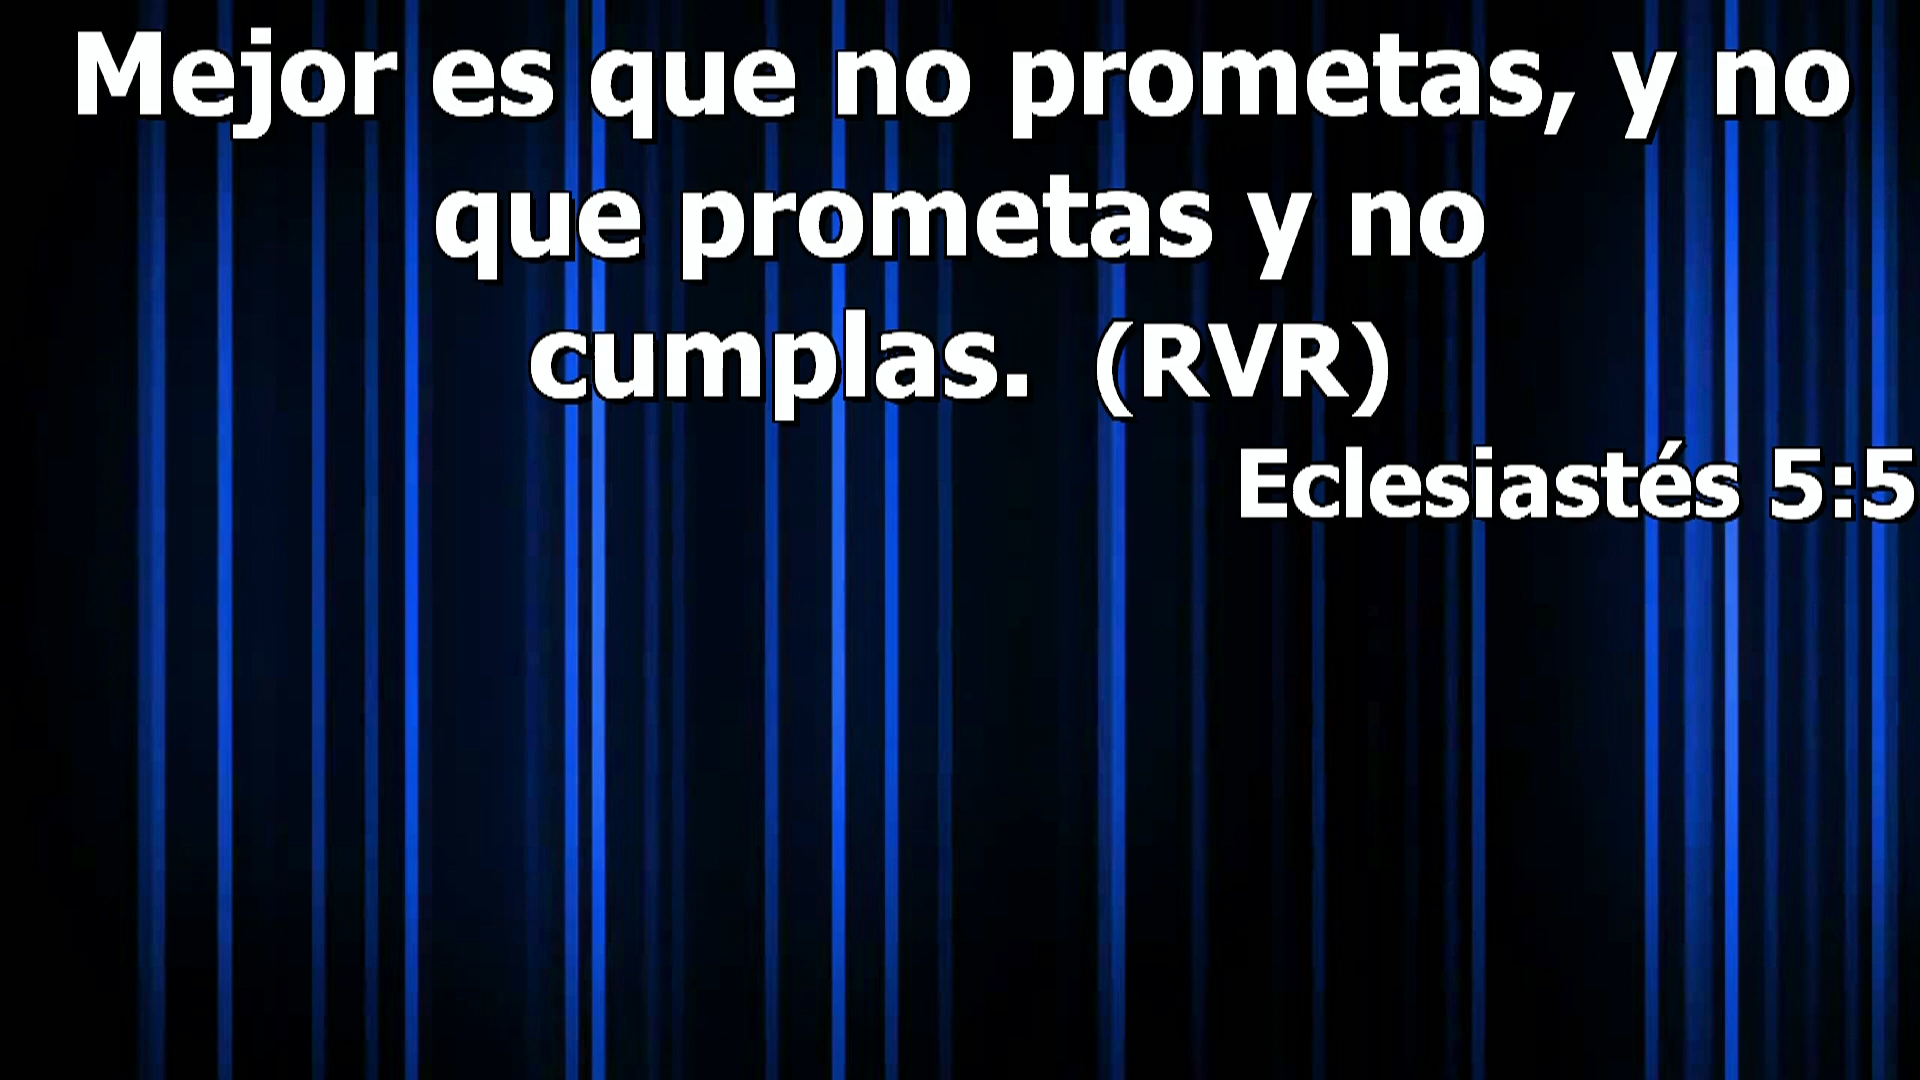 Mejor es que no prometas, y no
que prometas y no
cumplas.  (RVR)
Eclesiastés 5:5